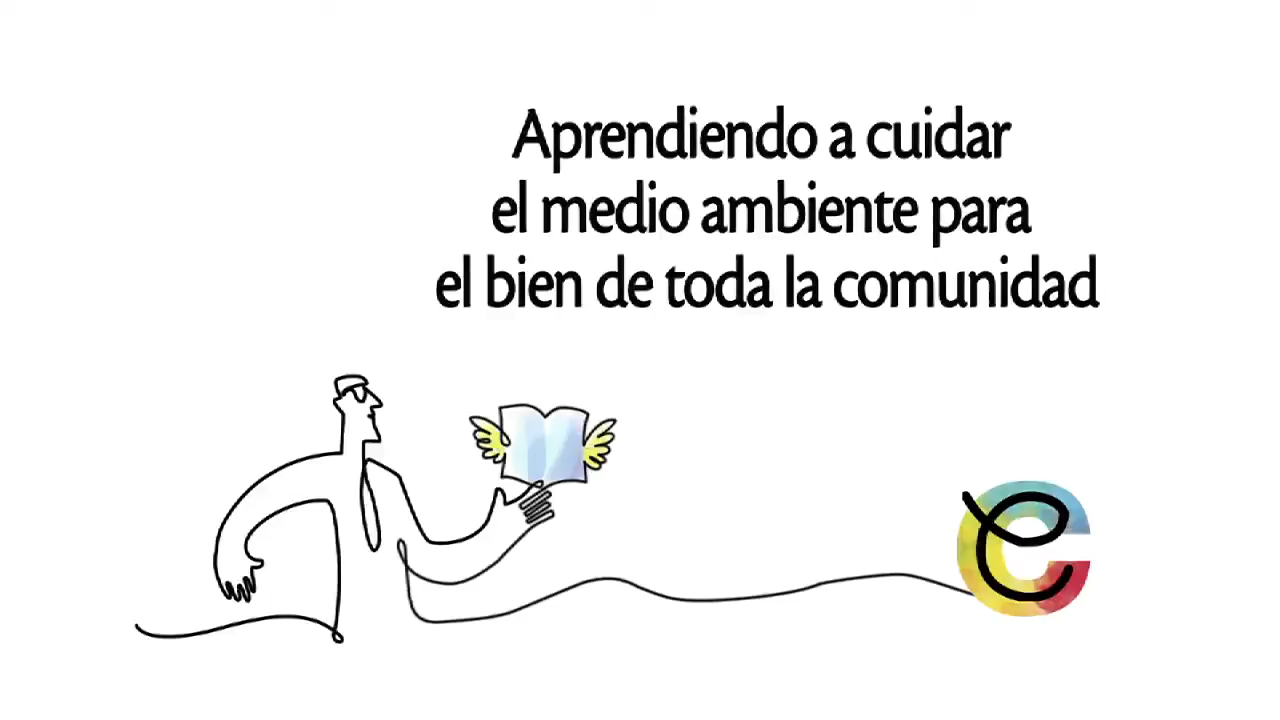 Aprendiendo a cuidar
el medio ambiente para
el bien de toda la comunidad
e